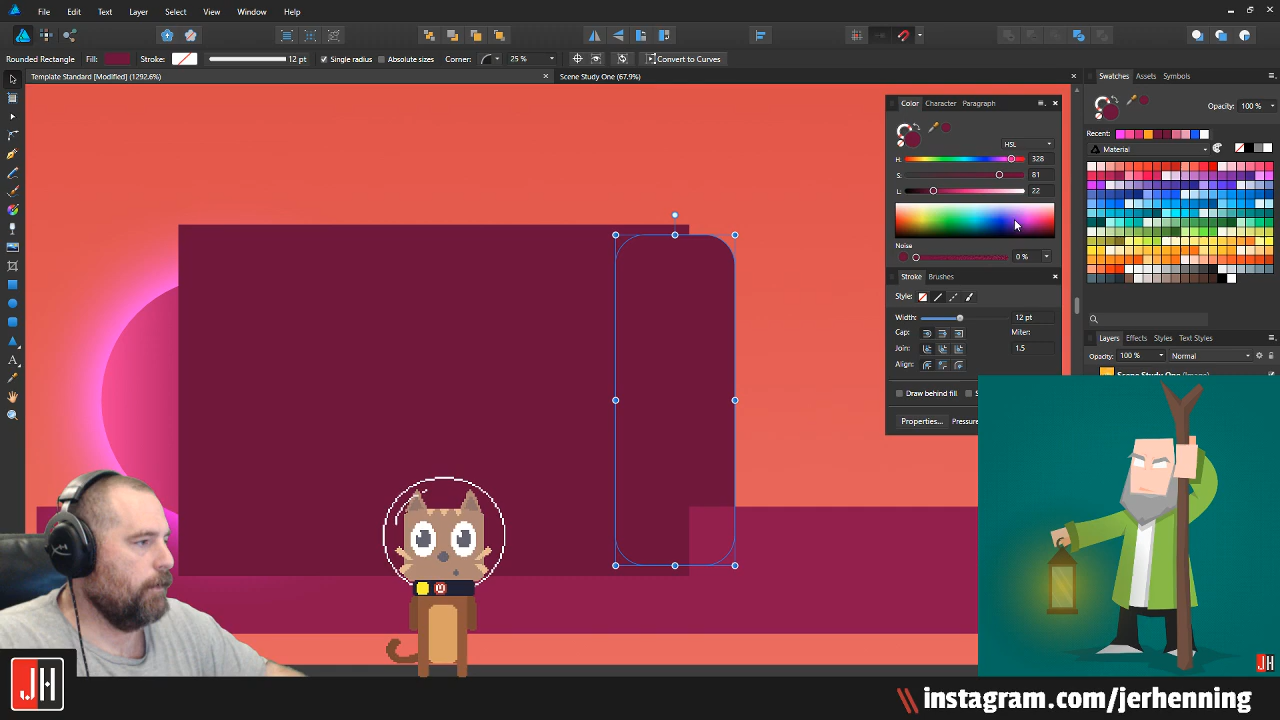 File Edit Text Layer Select View Window Help
Rounded Rectangle Fill: Stroke: 12 pt Single radius Absolute sizes Corner: 25 % Convert to Curves
Template Standard [Modified] (1292.6%) Scene Study One (67.9%)
Swatches Assets Symbols
Opacity: 100 %
Recent:
Material
Color Character Paragraph
HSL
H: 328
S: 81
L: 22
Noise
0 %
Stroke Brushes
Style:
Width: 12 pt
Cap: Miter:
Join: 1.5
Align:
Draw behind fill
Properties... Pressure
Layers Effects Styles Text Styles
Opacity: 100 % Normal
Scene Study One (Image)
M
JH
JH
\\ instagram.com/jerhenning